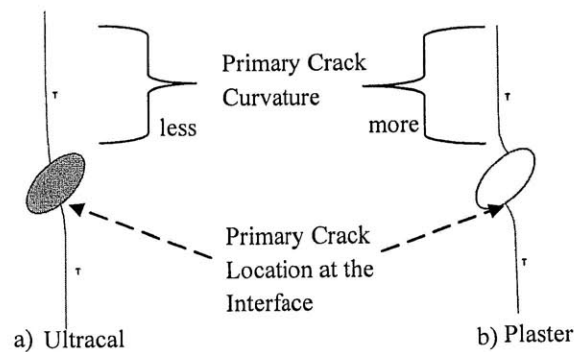 T
Primary Crack
Curvature
less
more
T
Primary Crack
Location at the
Interface
T
T
a) Ultracal
b) Plaster